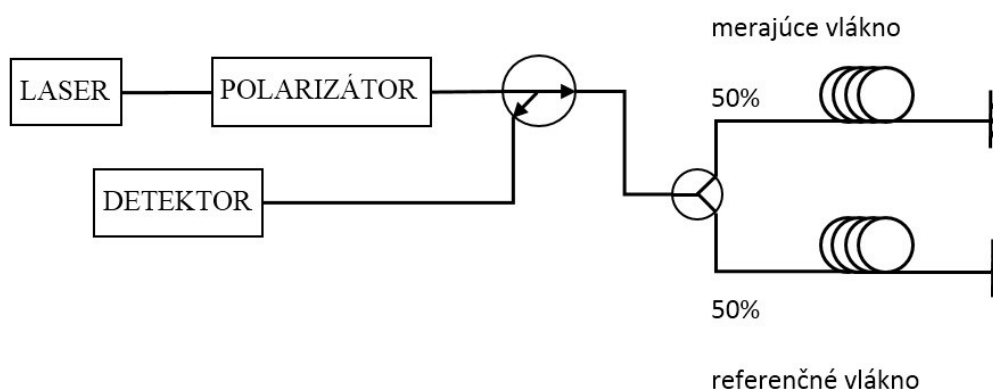 merajúce vlákno
LASER
POLARIZÁTOR
50%
DETEKTOR
50%
referenčné vlákno